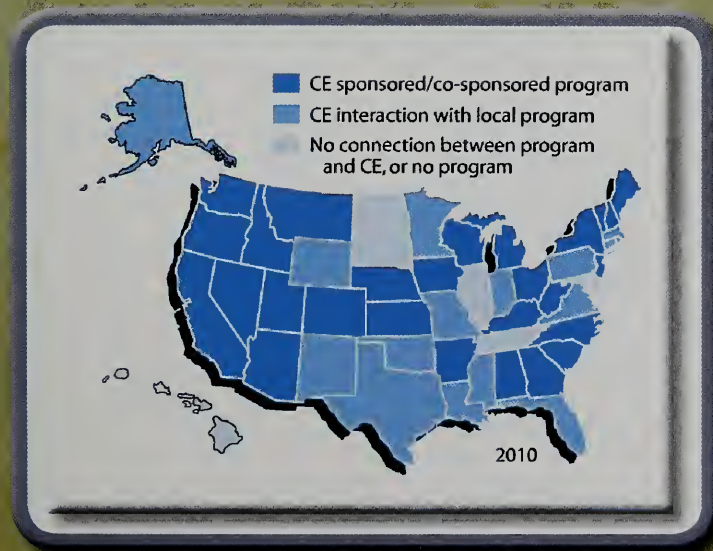 CE sponsored/co-sponsored program
CE interaction with local program
No connection between program
and CE, or no program
2010